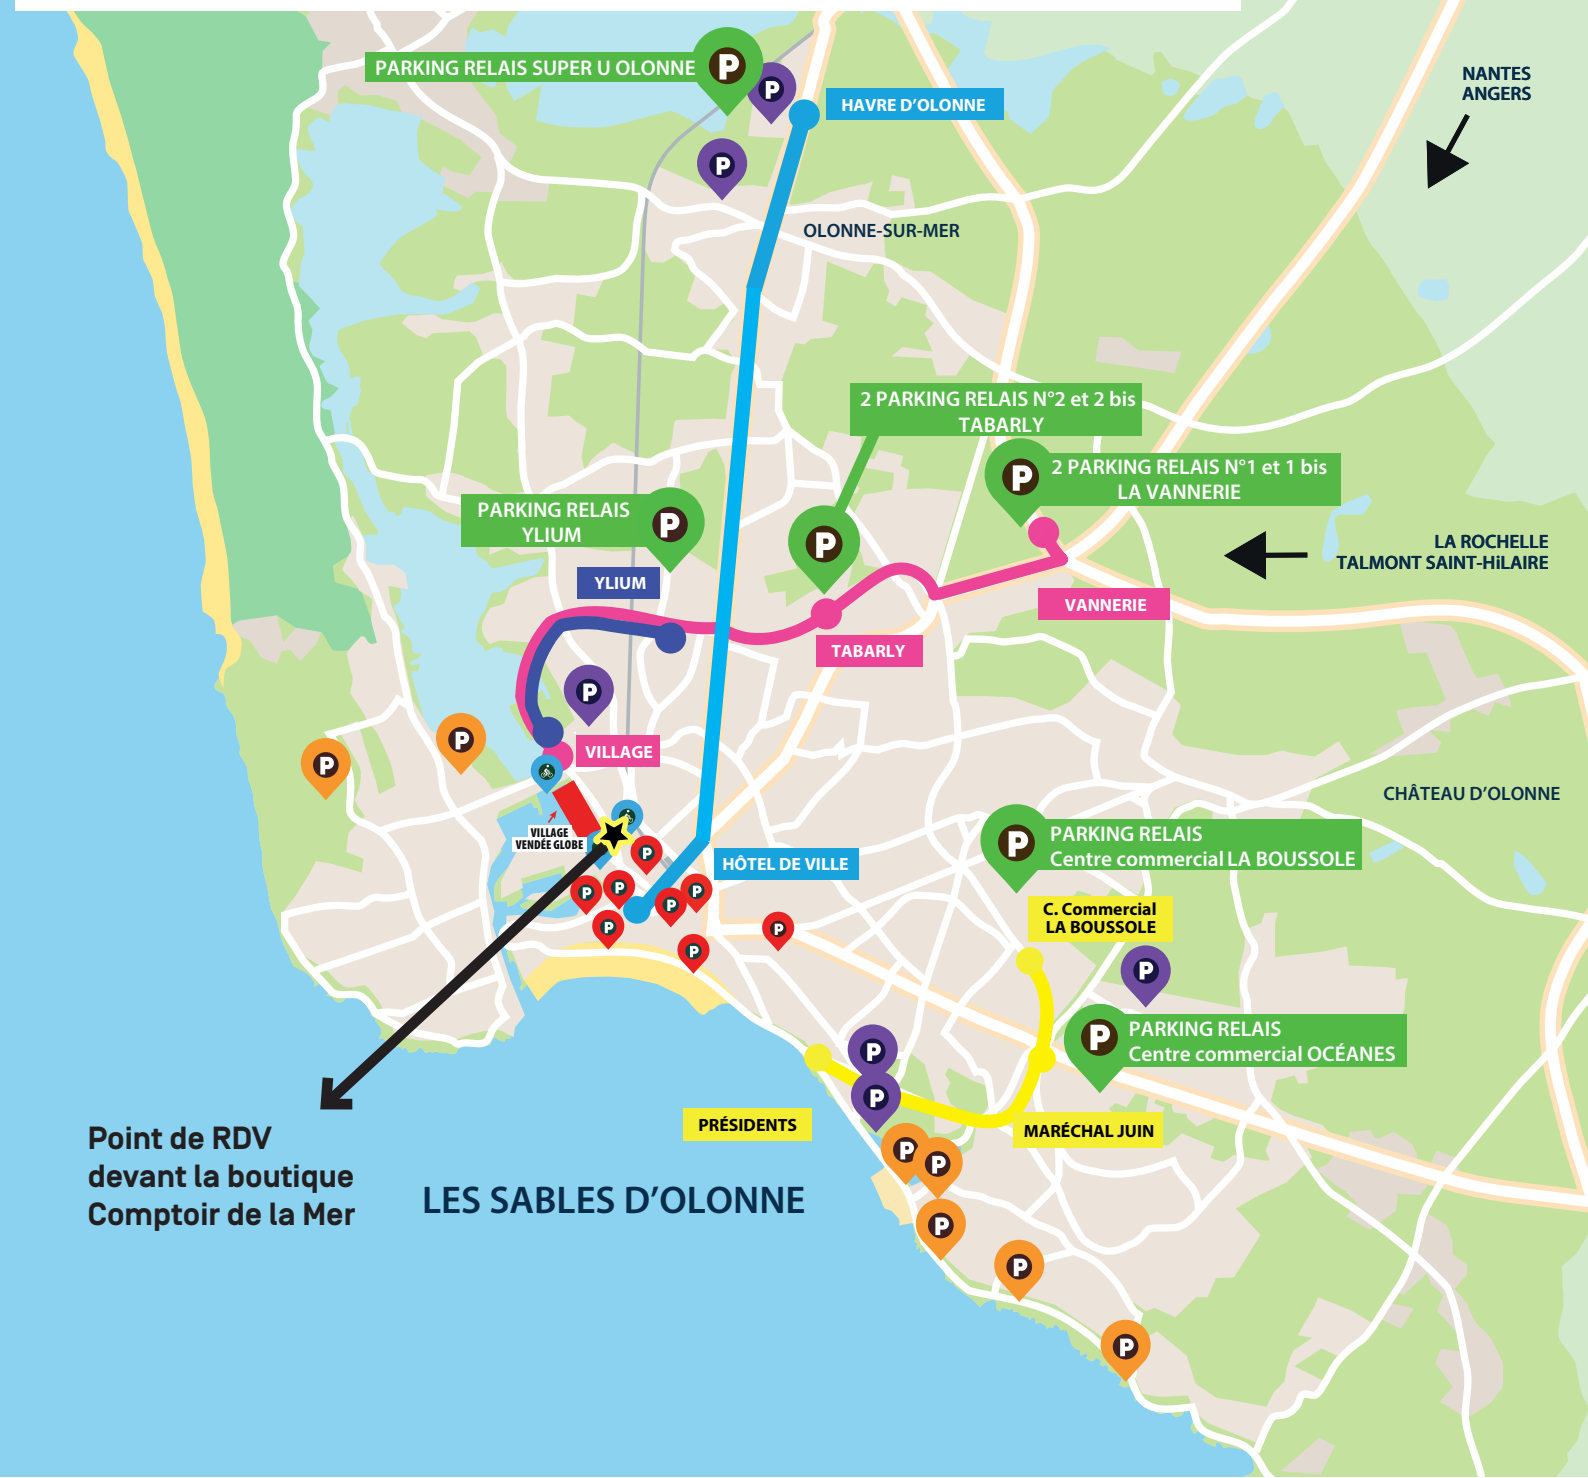 PARKING RELAIS SUPER U OLONNE
P
P
P
HAVRE D'OLONNE
NANTES
ANGERS
OLONNE-SUR-MER
2 PARKING RELAIS N°2 et 2 bis
TABARLY
2 PARKING RELAIS N°1 et 1 bis
LA VANNERIE
P
PARKING RELAIS
YLIUM
P
P
LA ROCHELLE
TALMONT SAINT-HiLAIRE
YLIUM
VANNERIE
TABARLY
P
P
P
VILLAGE
CHÂTEAU D'OLONNE
VILLAGE
VENDÉE GLOBE
P
PARKING RELAIS
Centre commercial LA BOUSSOLE
P
HÔTEL DE VILLE
P
P
P
P
P
P
P
C. Commercial
LA BOUSSOLE
P
P
PARKING RELAIS
Centre commercial OCÉANES
P
P
P
PRÉSIDENTS
MARÉCHAL JUIN
Point de RDV
devant la boutique
Comptoir de la Mer
LES SABLES D'OLONNE
P
P
P
P
P